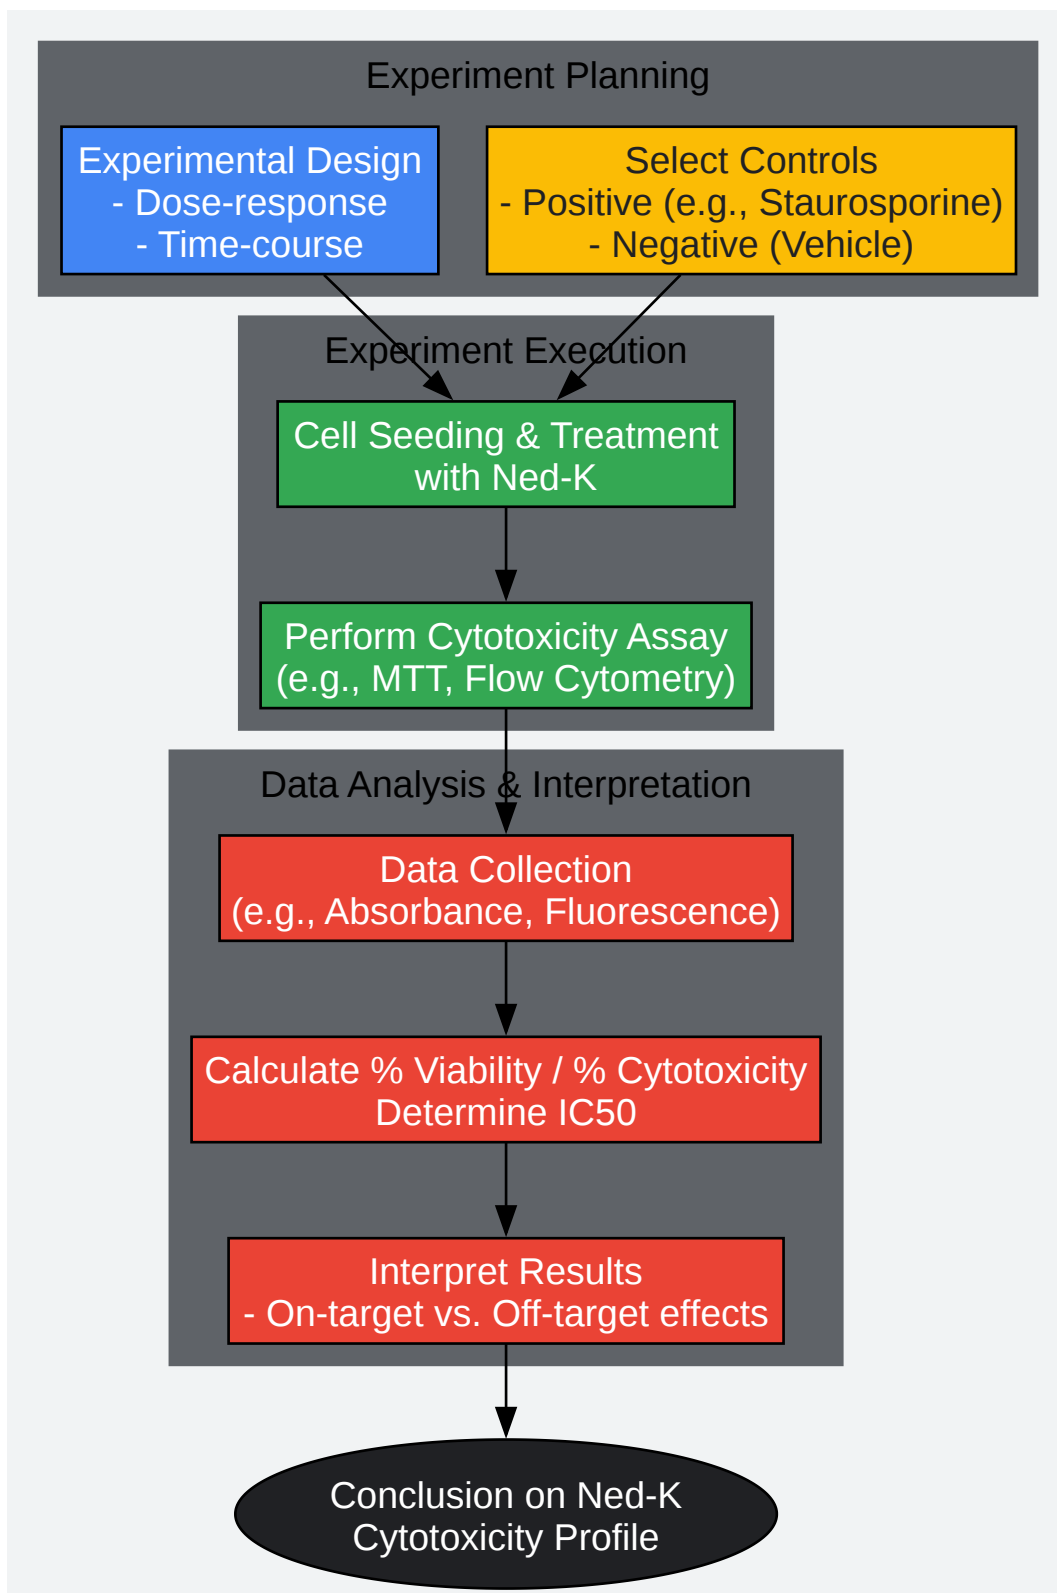 Experiment Planning
Experimental Design
- Dose-response
- Time-course
Select Controls
- Positive (e.g., Staurosporine)
- Negative (Vehicle)
Experiment Execution
Cell Seeding & Treatment
with Ned-K
Perform Cytotoxicity Assay
(e.g., MTT, Flow Cytometry)
Data Analysis & Interpretation
Data Collection
(e.g., Absorbance, Fluorescence)
Calculate % Viability / % Cytotoxicity
Determine IC50
Interpret Results
- On-target vs. Off-target effects
Conclusion on Ned-K
Cytotoxicity Profile